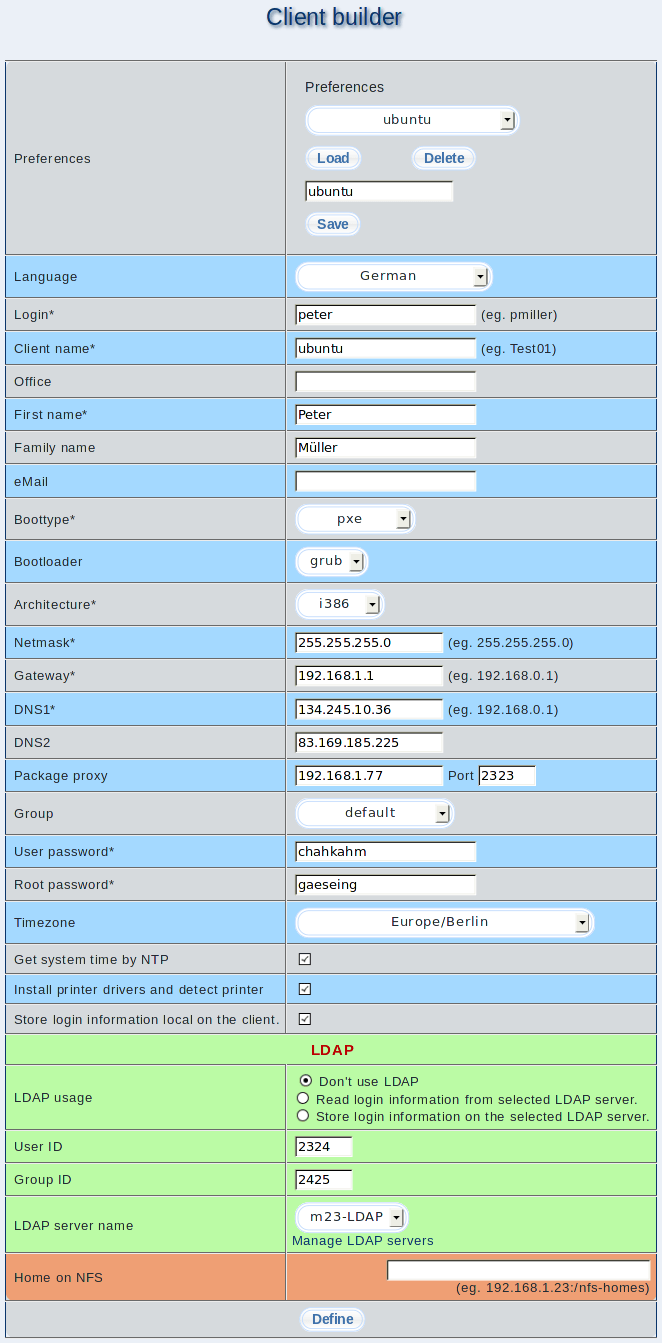 Client builder
Preferences
Preferences
ubuntu
Load Delete
ubuntu
Save
Language German
Login* peter (eg. pmiller)
Client name* ubuntu (eg. Test01)
Office
First name* Peter
Family name Müller
eMail
Boottype* pxe
Bootloader grub
Architecture* i386
Netmask* 255.255.255.0 (eg. 255.255.255.0)
Gateway* 192.168.1.1 (eg. 192.168.0.1)
DNS1* 134.245.10.36 (eg. 192.168.0.1)
DNS2 83.169.185.225
Package proxy 192.168.1.77 Port 2323
Group default
User password* chahkahm
Root password* gaeseing
Timezone Europe/Berlin
Get system time by NTP
Install printer drivers and detect printer
Store login information local on the client.
LDAP
LDAP usage
Don't use LDAP
Read login information from selected LDAP server.
Store login information on the selected LDAP server.
User ID 2324
Group ID 2425
LDAP server name m23-LDAP
Manage LDAP servers
Home on NFS
(eg. 192.168.1.23:/nfs-homes)
Define